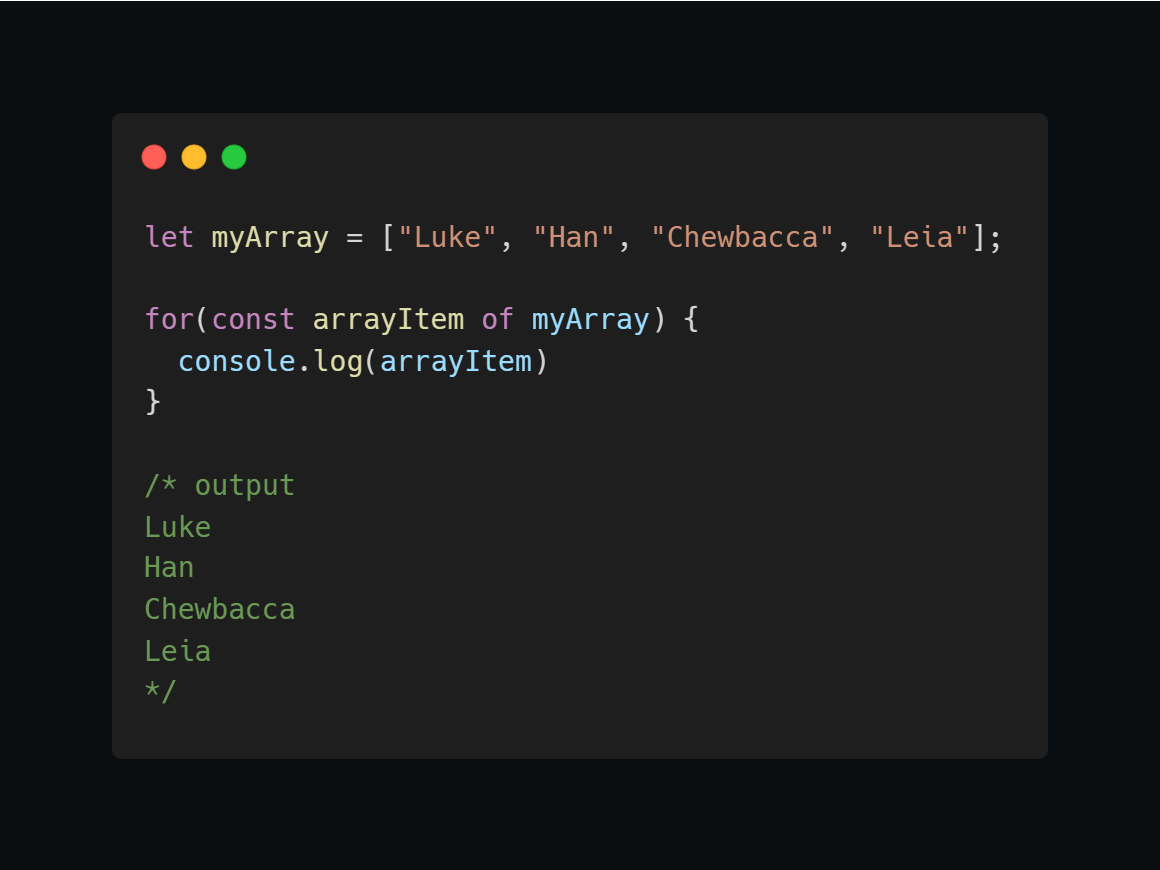 let myArray = ["Luke", "Han", "Chewbacca", "Leia"];
for(const arrayItem of myArray) {
  console.log(arrayItem)
}
/* output
Luke
Han
Chewbacca
Leia
*/